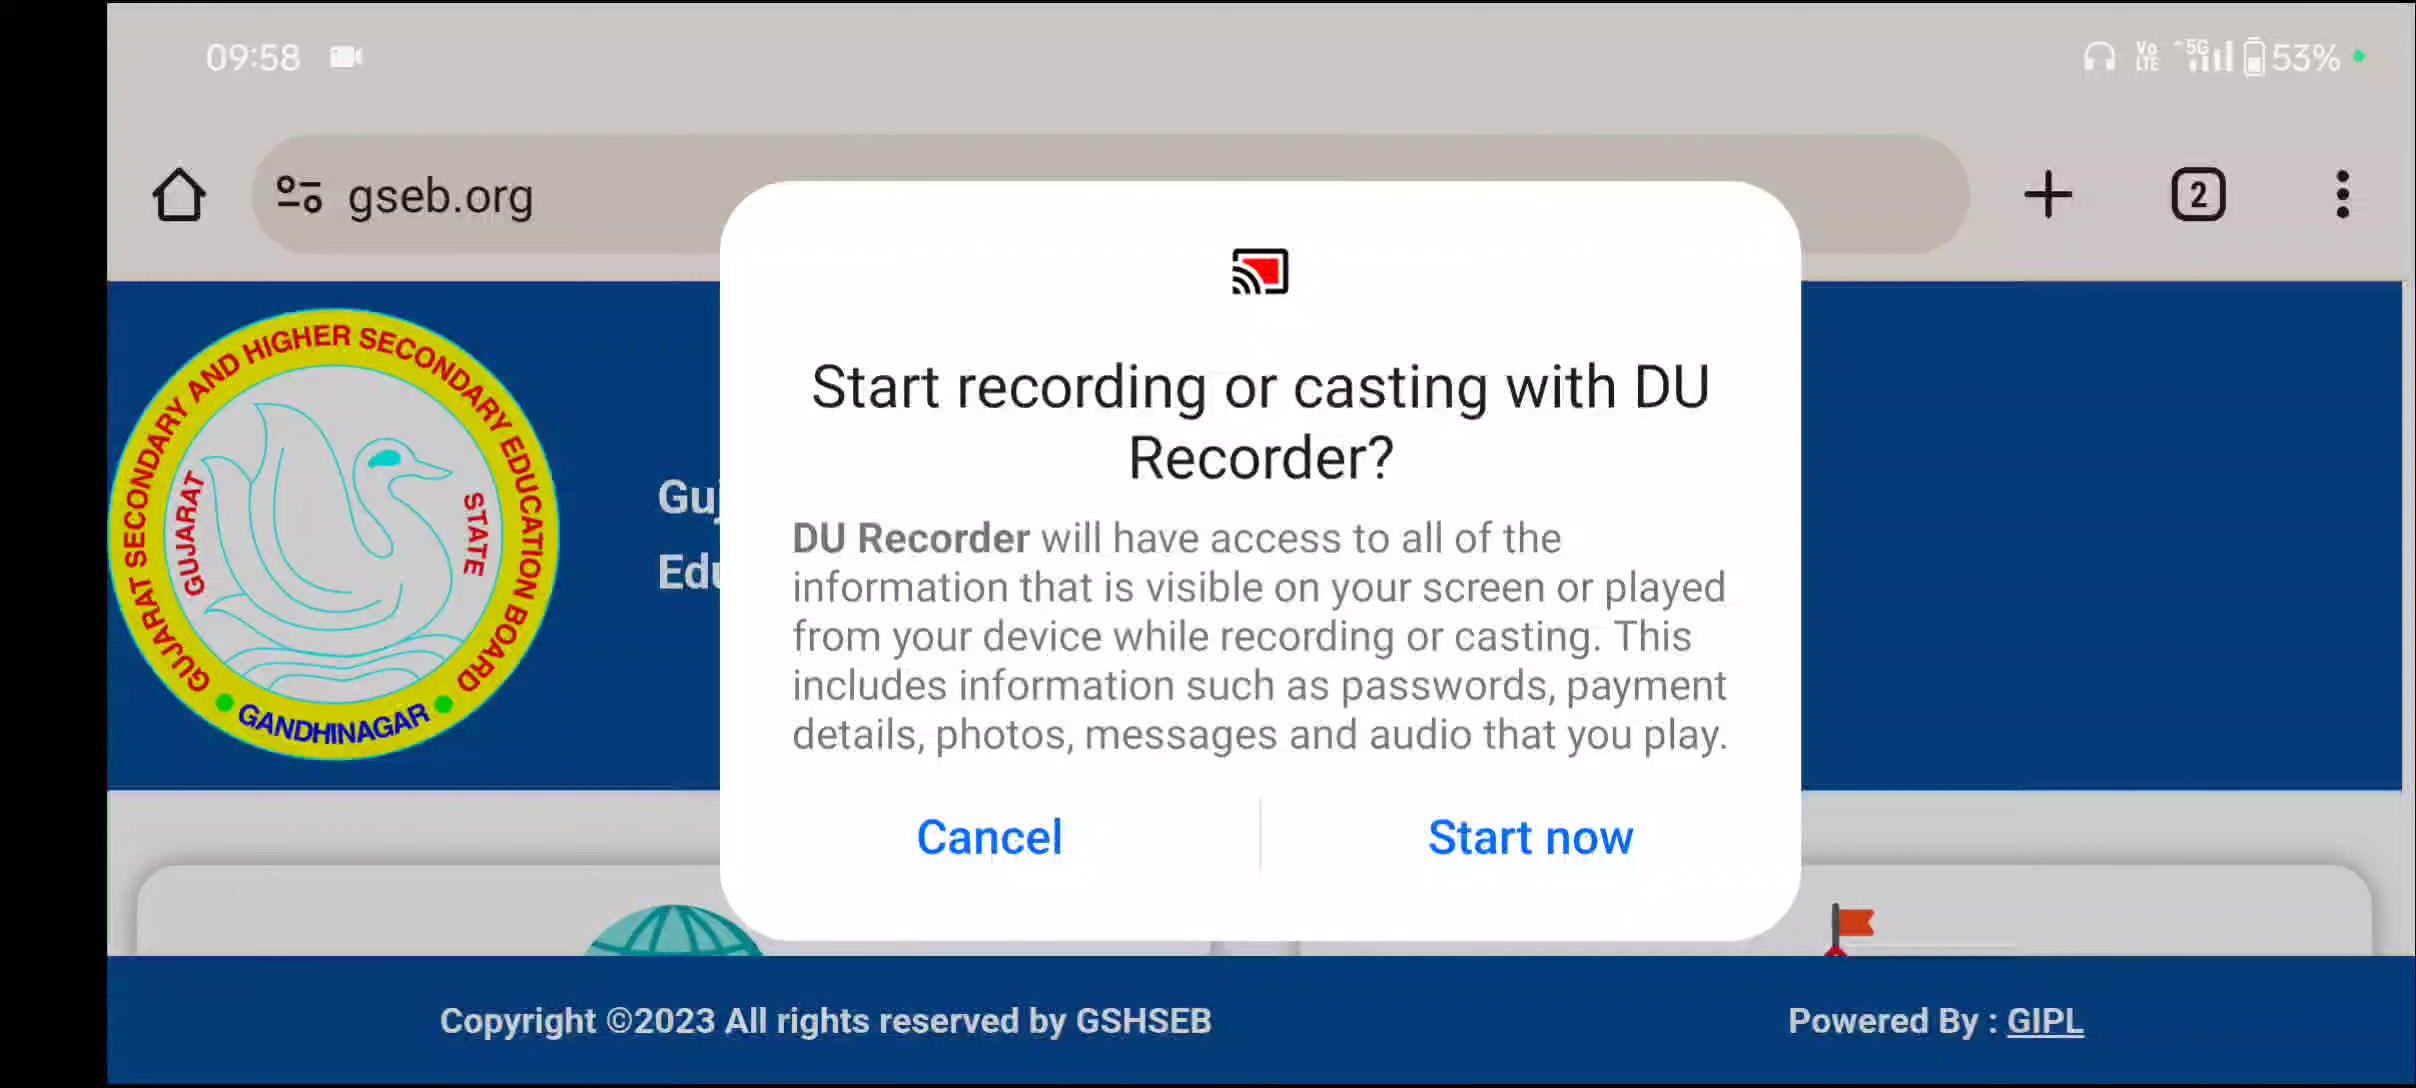 09:58
Vo
LTE
5G
53%
gseb.org
2
GUJARAT SECONDARY AND HIGHER SECONDARY EDUCATION BOARD
GUJARAT
STATE
GANDHINAGAR
Start recording or casting with DU
Recorder?
DU Recorder will have access to all of the
information that is visible on your screen or played
from your device while recording or casting. This
includes information such as passwords, payment
details, photos, messages and audio that you play.
Cancel
Start now
Copyright ©2023 All rights reserved by GSHSEB
Powered By : GIPL